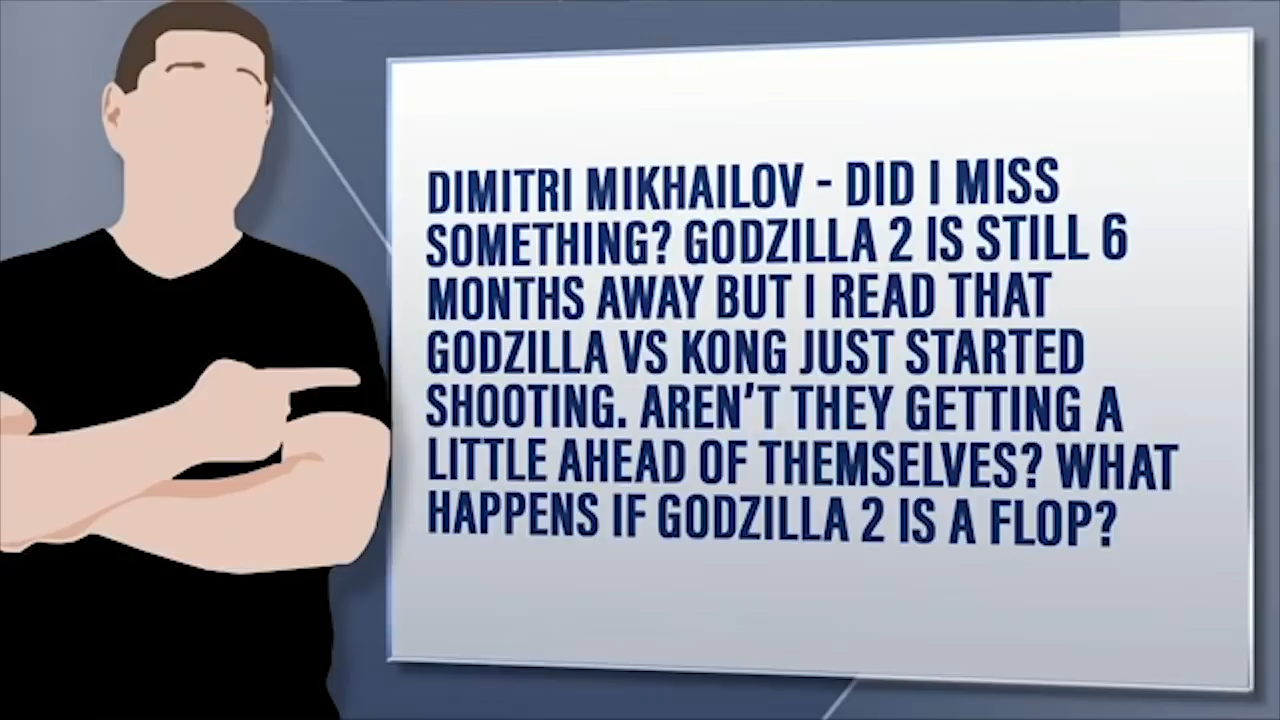 DIMITRI MIKHAILOV - DID I MISS
SOMETHING? GODZILLA 2 IS STILL 6
MONTHS AWAY BUT I READ THAT
GODZILLA VS KONG JUST STARTED
SHOOTING. AREN'T THEY GETTING A
LITTLE AHEAD OF THEMSELVES? WHAT
HAPPENS IF GODZILLA 2 IS A FLOP?